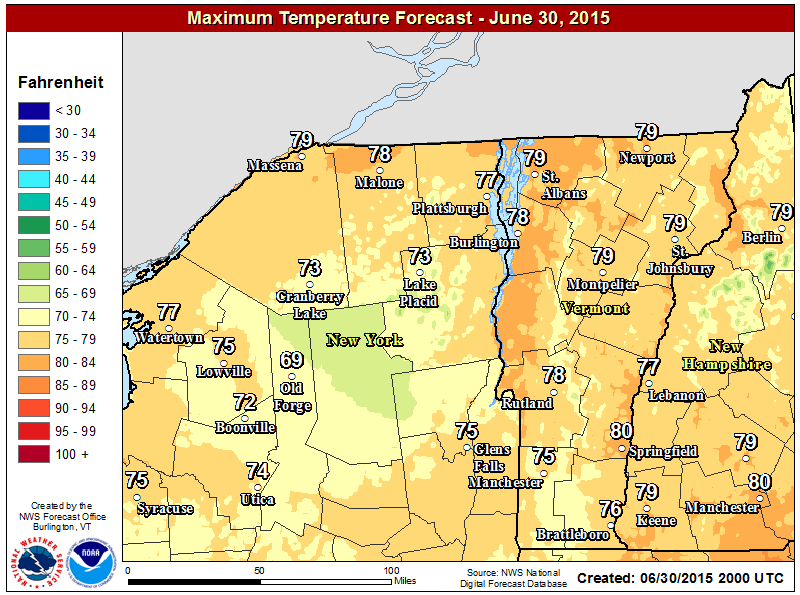 Maximum Temperature Forecast - June 30, 2015
Fahrenheit
< 30
30 - 34
35 - 39
40 - 44
45 - 49
50 - 54
55 - 59
60 - 64
65 - 69
70 - 74
75 - 79
80 - 84
85 - 89
90 - 94
95 - 99
100 +
Created by the
NWS Forecast Office
Burlington, VT
NOAA
79
Massena
78
Malone
77
Plattsburgh
79
St.
Albans
79
Newport
78
Burlington
79
St.
Johnsbury
79
Berlin
73
Cranberry
Lake
73
Lake
Placid
79
Montpelier
Vermont
77
Watertown
75
Lowville
New York
69
Old
Forge
New
Hampshire
77
Lebanon
72
Boonville
78
Rutland
75
Glens
Falls
80
Springfield
79
75
Syracuse
74
Utica
75
Manchester
76
Brattleboro
79
Keene
80
Manchester
0
50
100
Miles
Source: NWS National
Digital Forecast Database
Created: 06/30/2015 2000 UTC